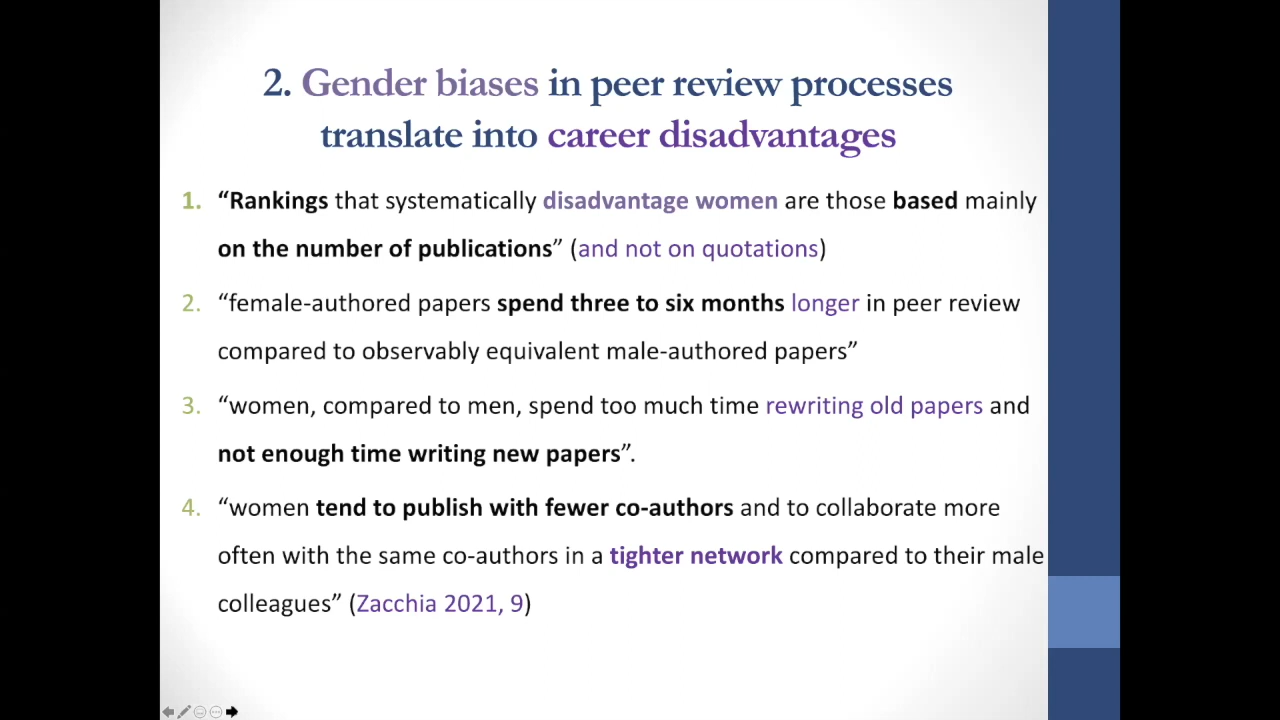 2. Gender biases in peer review processes
translate into career disadvantages
1. “Rankings that systematically disadvantage women are those based mainly
on the number of publications” (and not on quotations)
2. “female-authored papers spend three to six months longer in peer review
compared to observably equivalent male-authored papers”
3. “women, compared to men, spend too much time rewriting old papers and
not enough time writing new papers”.
4. “women tend to publish with fewer co-authors and to collaborate more
often with the same co-authors in a tighter network compared to their male
colleagues” (Zacchia 2021, 9)